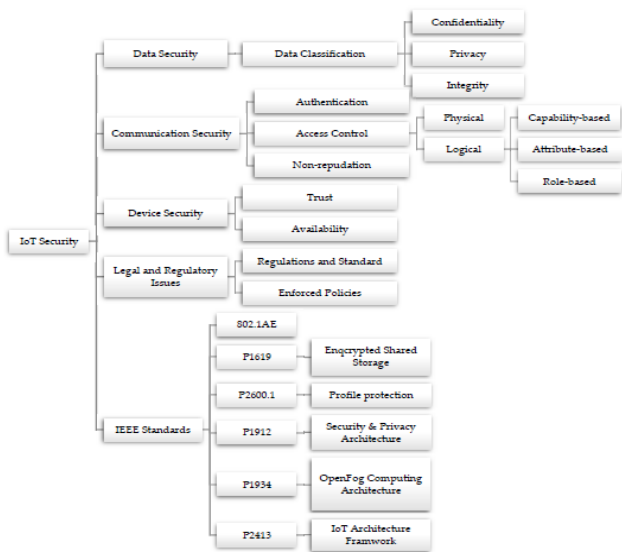 Confidentiality
Data Security
Data Classification
Privacy
Integrity
Authentication
Communication Security
Access Control
Physical
Capability-based
Logical
Attribute-based
Non-repudation
Role-based
Device Security
Trust
Availability
IoT Security
Legal and Regulatory
Issues
Regulations and Standard
Enforced Policies
802.1AE
P1619
Enqcrypted Shared
Storage
P2600.1
Profile protection
IEEE Standards
P1912
Security & Privacy
Architecture
P1934
OpenFog Computing
Architecture
P2413
IoT Architecture
Framwork